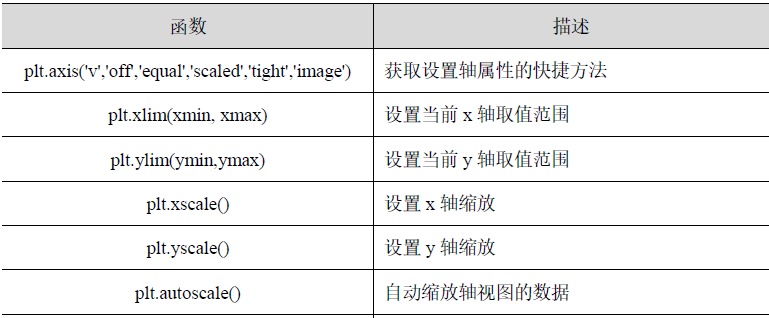 函数 描述
plt.axis('v','off','equal','scaled','tight','image') 获取设置轴属性的快捷方法
plt.xlim(xmin, xmax) 设置当前 x 轴取值范围
plt.ylim(ymin,ymax) 设置当前 y 轴取值范围
plt.xscale() 设置 x 轴缩放
plt.yscale() 设置 y 轴缩放
plt.autoscale() 自动缩放轴视图的数据